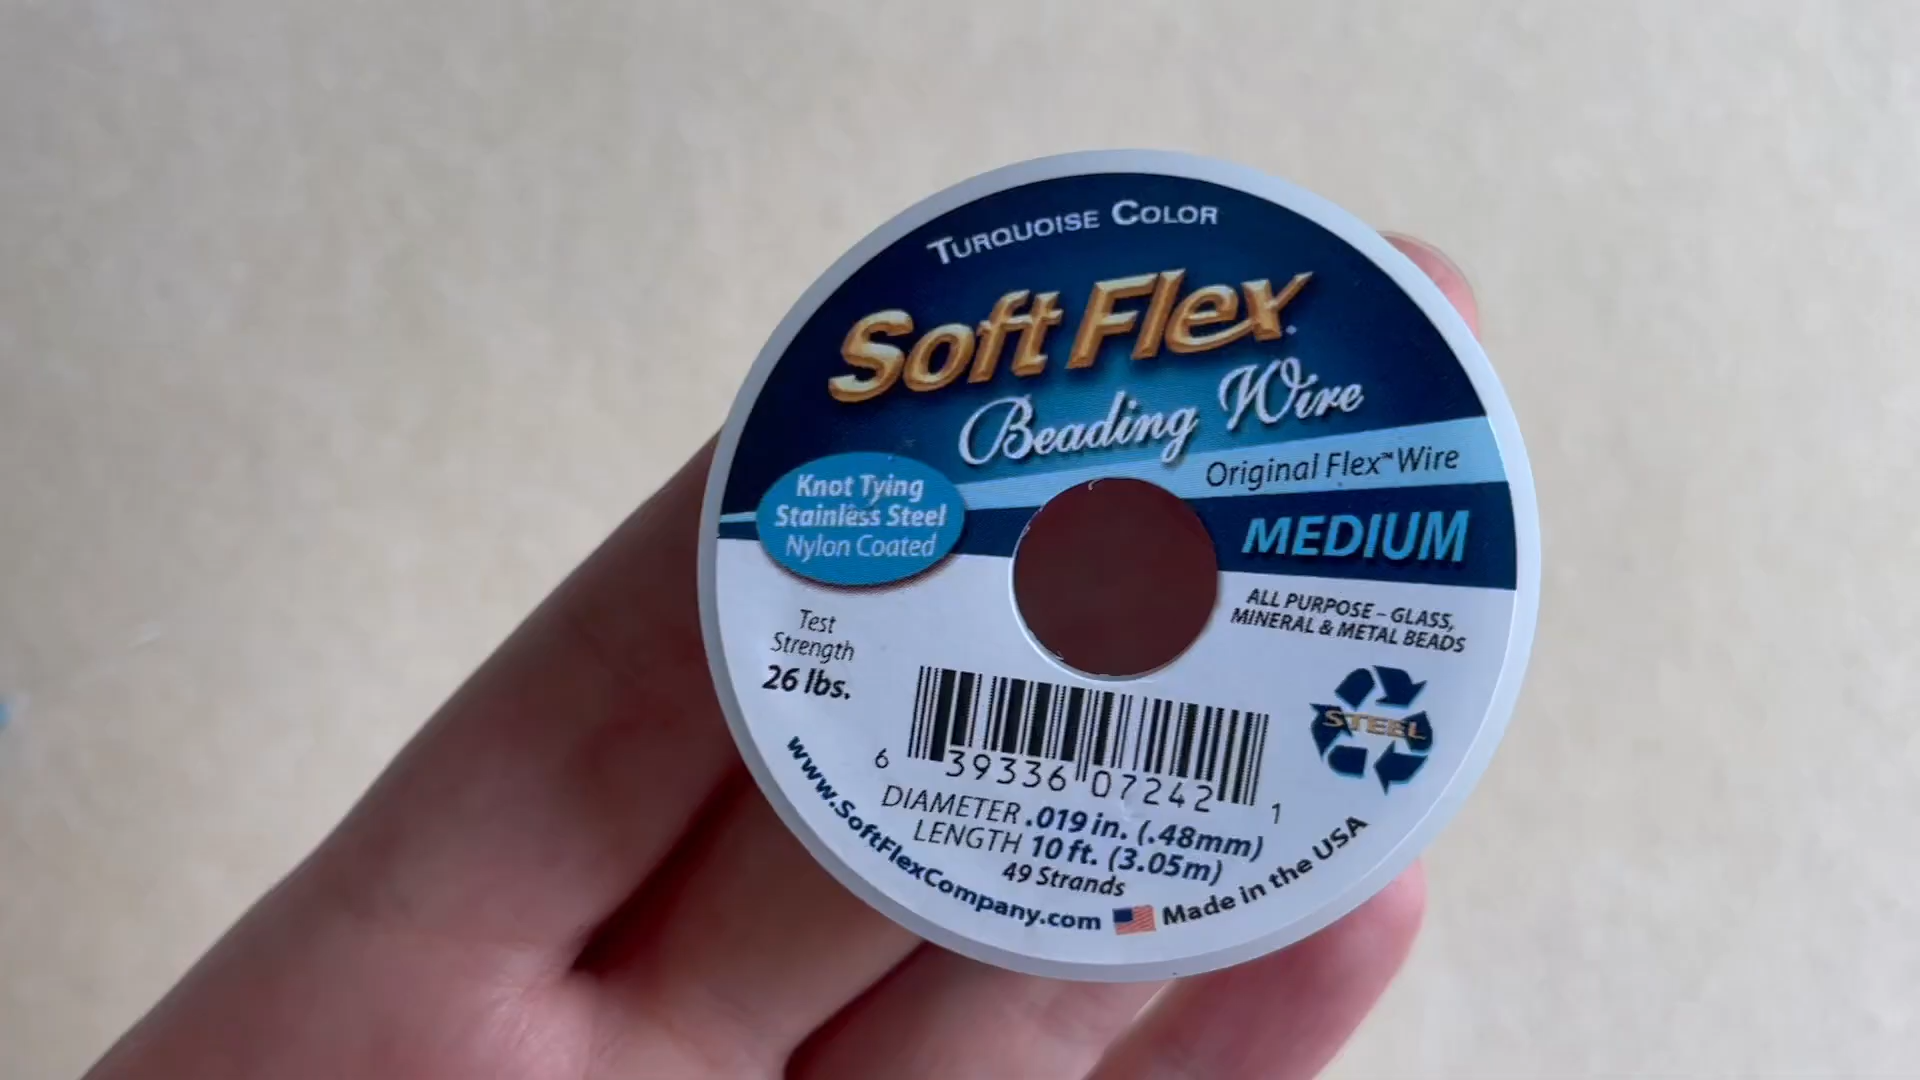 TURQUOISE COLOR
Soft Flex®
Beading Wire
Original Flex™ Wire
Knot Tying
Stainless Steel
Nylon Coated
MEDIUM
ALL PURPOSE – GLASS,
MINERAL & METAL BEADS
Test
Strength
26 lbs.
STEEL
6 39336 07242 1
DIAMETER .019 in. (.48mm)
LENGTH 10 ft. (3.05m)
49 Strands
www.SoftFlexCompany.com
Made in the USA